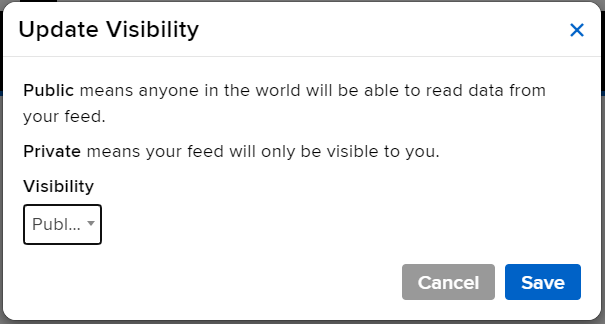 Update Visibility
Public means anyone in the world will be able to read data from
your feed.
Private means your feed will only be visible to you.
Visibility
Publ...
Cancel Save